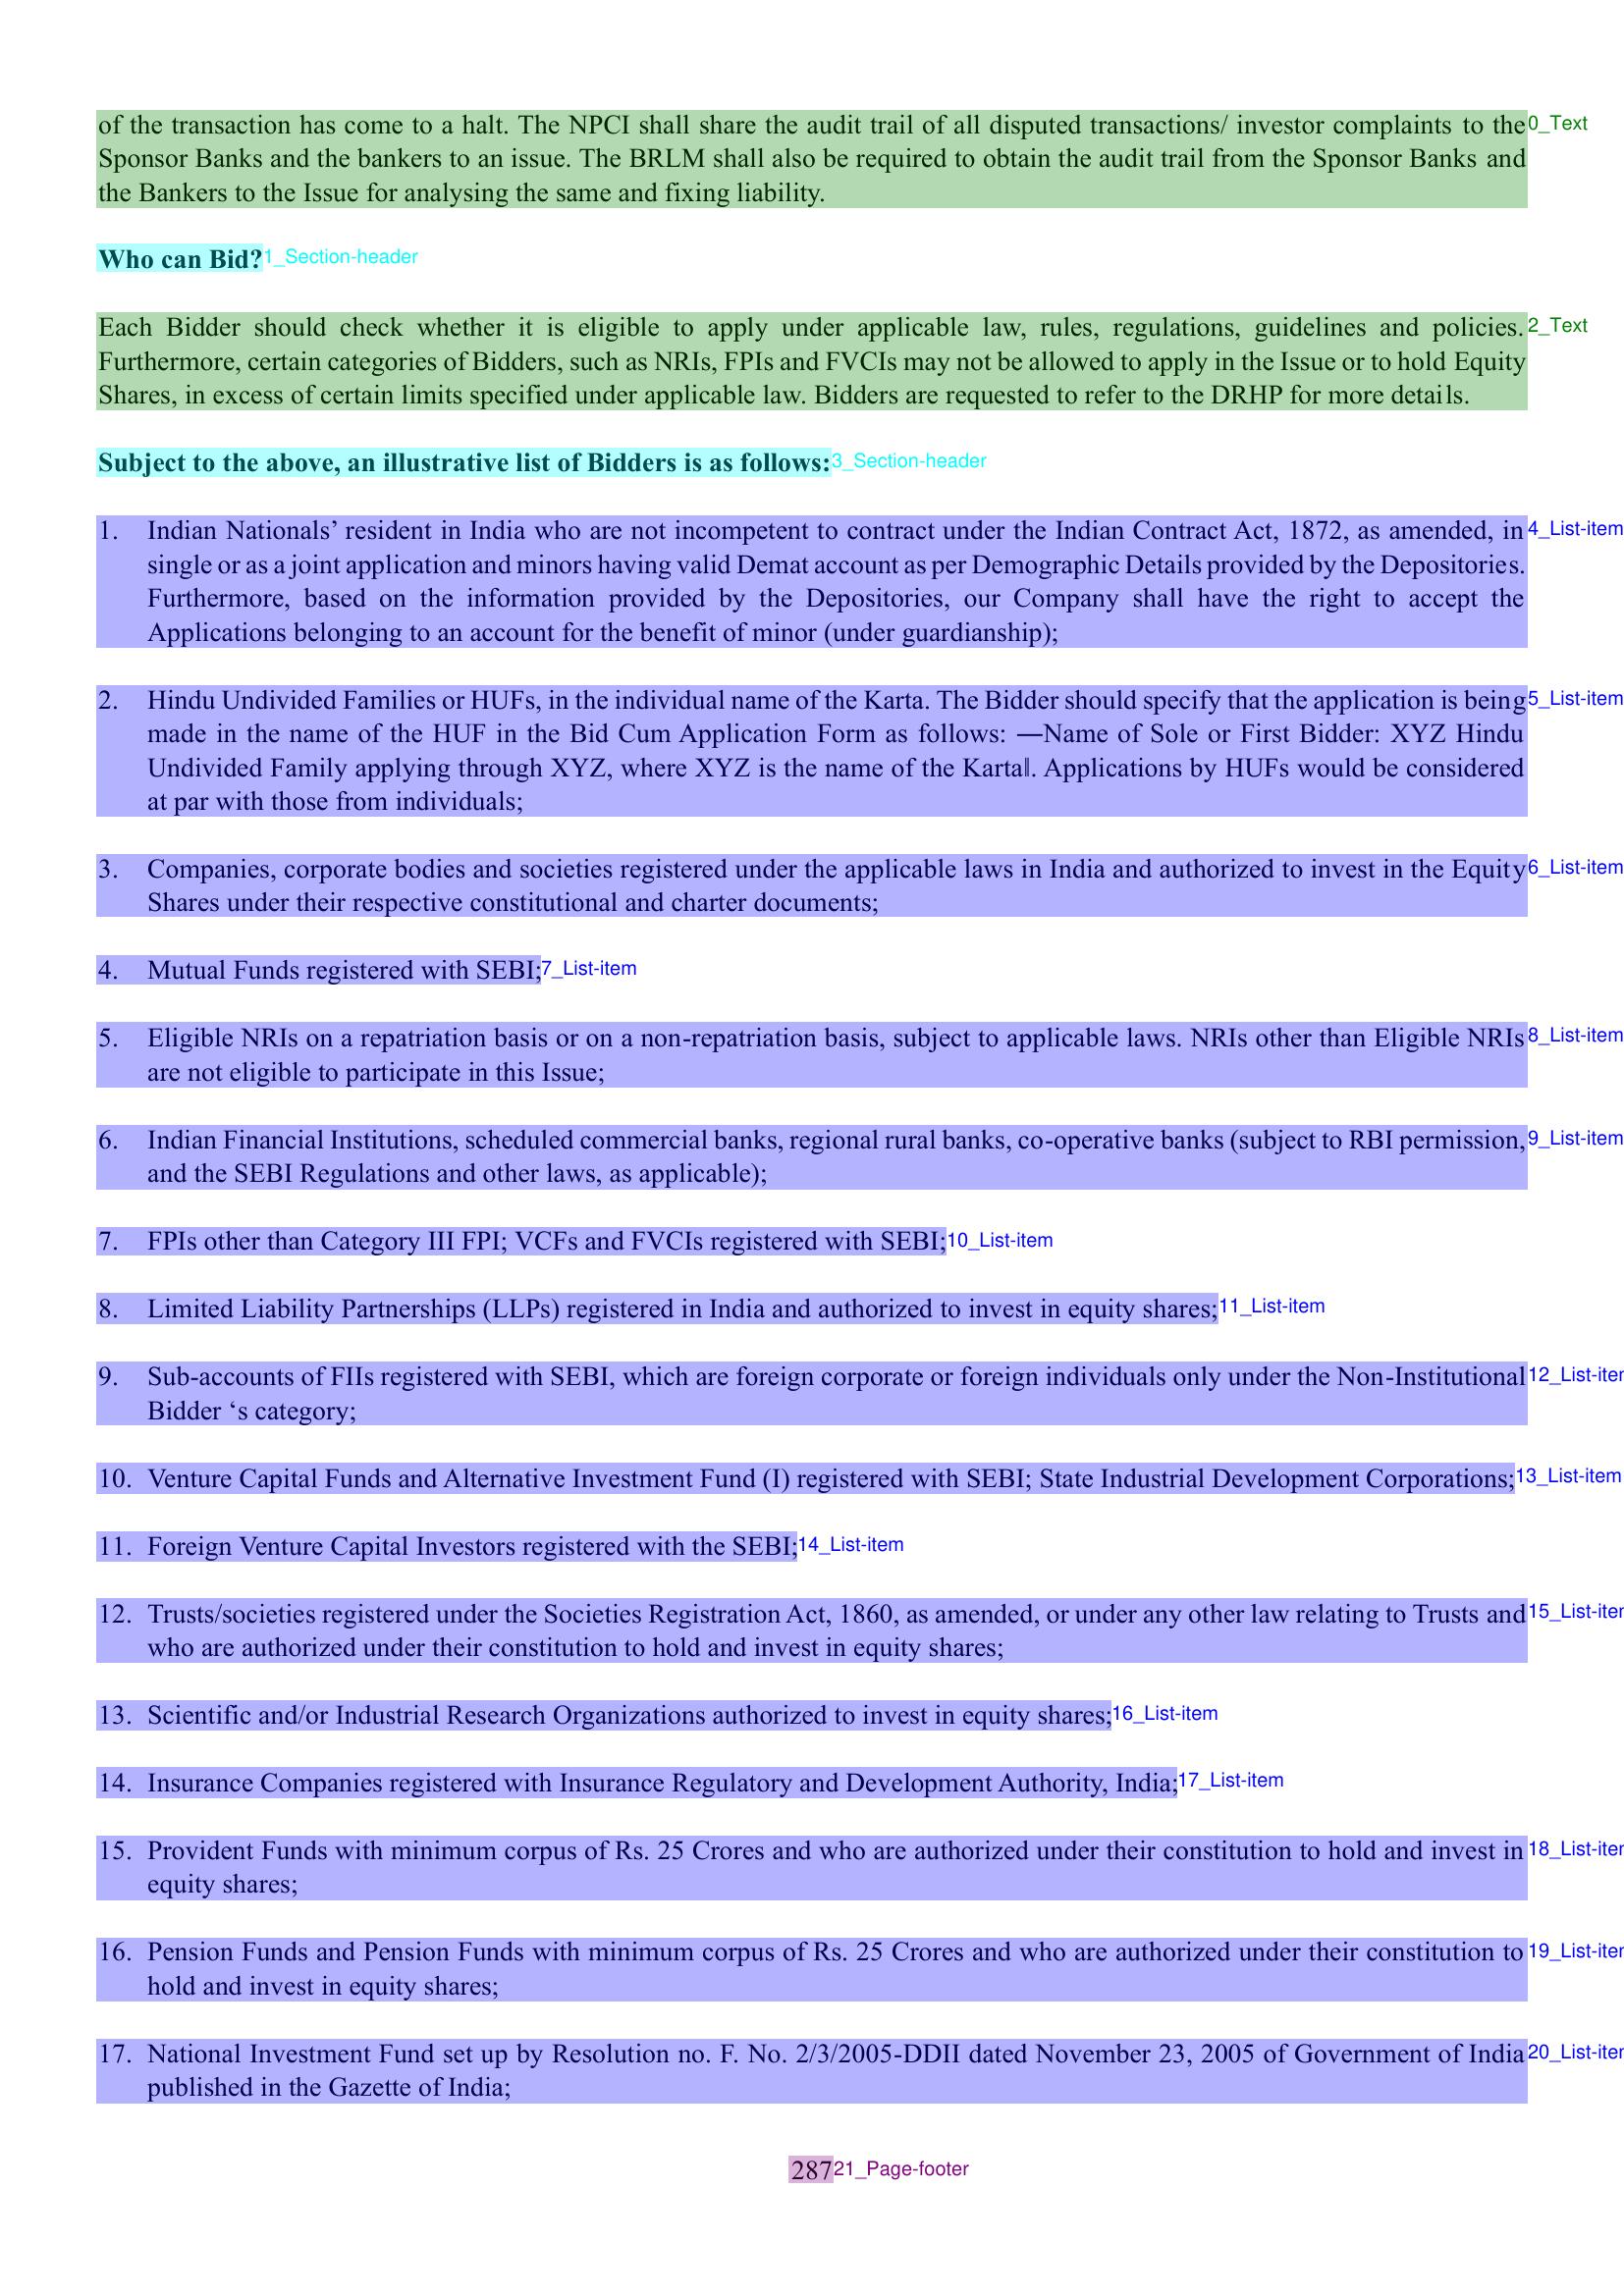 of the transaction has come to a halt. The NPCI shall share the audit trail of all disputed transactions/ investor complaints to the 0_Text
Sponsor Banks and the bankers to an issue. The BRLM shall also be required to obtain the audit trail from the Sponsor Banks and
the Bankers to the Issue for analysing the same and fixing liability.
Who can Bid? 1_Section-header
Each Bidder should check whether it is eligible to apply under applicable law, rules, regulations, guidelines and policies. 2_Text
Furthermore, certain categories of Bidders, such as NRIs, FPIs and FVCIs may not be allowed to apply in the Issue or to hold Equity
Shares, in excess of certain limits specified under applicable law. Bidders are requested to refer to the DRHP for more details.
Subject to the above, an illustrative list of Bidders is as follows: 3_Section-header
1. Indian Nationals’ resident in India who are not incompetent to contract under the Indian Contract Act, 1872, as amended, in 4_List-item
single or as a joint application and minors having valid Demat account as per Demographic Details provided by the Depositories.
Furthermore, based on the information provided by the Depositories, our Company shall have the right to accept the
Applications belonging to an account for the benefit of minor (under guardianship);
2. Hindu Undivided Families or HUFs, in the individual name of the Karta. The Bidder should specify that the application is being 5_List-item
made in the name of the HUF in the Bid Cum Application Form as follows: ―Name of Sole or First Bidder: XYZ Hindu
Undivided Family applying through XYZ, where XYZ is the name of the Karta‖. Applications by HUFs would be considered
at par with those from individuals;
3. Companies, corporate bodies and societies registered under the applicable laws in India and authorized to invest in the Equity 6_List-item
Shares under their respective constitutional and charter documents;
4. Mutual Funds registered with SEBI; 7_List-item
5. Eligible NRIs on a repatriation basis or on a non-repatriation basis, subject to applicable laws. NRIs other than Eligible NRIs 8_List-item
are not eligible to participate in this Issue;
6. Indian Financial Institutions, scheduled commercial banks, regional rural banks, co-operative banks (subject to RBI permission, 9_List-item
and the SEBI Regulations and other laws, as applicable);
7. FPIs other than Category III FPI; VCFs and FVCIs registered with SEBI; 10_List-item
8. Limited Liability Partnerships (LLPs) registered in India and authorized to invest in equity shares; 11_List-item
9. Sub-accounts of FIIs registered with SEBI, which are foreign corporate or foreign individuals only under the Non-Institutional 12_List-iter
Bidder ‘s category;
10. Venture Capital Funds and Alternative Investment Fund (I) registered with SEBI; State Industrial Development Corporations; 13_List-item
11. Foreign Venture Capital Investors registered with the SEBI; 14_List-item
12. Trusts/societies registered under the Societies Registration Act, 1860, as amended, or under any other law relating to Trusts and 15_List-iter
who are authorized under their constitution to hold and invest in equity shares;
13. Scientific and/or Industrial Research Organizations authorized to invest in equity shares; 16_List-item
14. Insurance Companies registered with Insurance Regulatory and Development Authority, India; 17_List-item
15. Provident Funds with minimum corpus of Rs. 25 Crores and who are authorized under their constitution to hold and invest in 18_List-iter
equity shares;
16. Pension Funds and Pension Funds with minimum corpus of Rs. 25 Crores and who are authorized under their constitution to 19_List-iter
hold and invest in equity shares;
17. National Investment Fund set up by Resolution no. F. No. 2/3/2005-DDII dated November 23, 2005 of Government of India 20_List-iter
published in the Gazette of India;
287 21_Page-footer